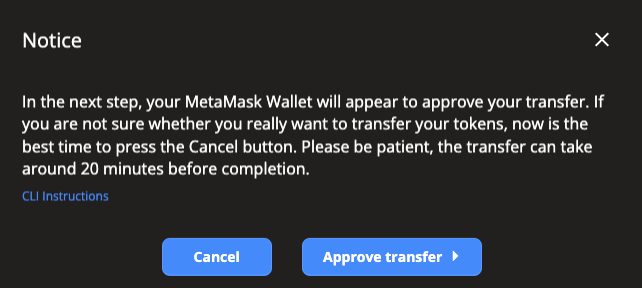 Notice
In the next step, your MetaMask Wallet will appear to approve your transfer. If
you are not sure whether you really want to transfer your tokens, now is the
best time to press the Cancel button. Please be patient, the transfer can take
around 20 minutes before completion.
CLI Instructions
Cancel
Approve transfer